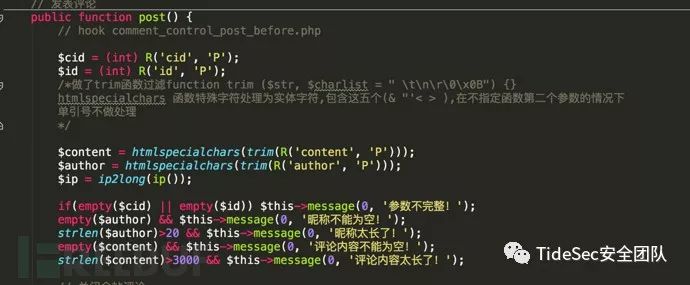 // 发表评论
public function post() {
// hook comment_control_post_before.php
$cid = (int) R('cid', 'P');
$id = (int) R('id', 'P');
/*做了trim函数过滤function trim ($str, $charlist = " \t\n\r\0\x0B") {}
htmlspecialchars 函数特殊字符处理为实体字符,包含这五个(& "'< > ),在不指定函数第二个参数的情况下
单引号不做处理
*/
$content = htmlspecialchars(trim(R('content', 'P')));
$author = htmlspecialchars(trim(R('author', 'P')));
$ip = ip2long(ip());
if(empty($cid) || empty($id)) $this->message(0, '参数不完整! ');
empty($author) && $this->message(0, '昵称不能为空! ');
strlen($author)>20 && $this->message(0, '昵称太长了! ');
empty($content) && $this->message(0, '评论内容不能为空! ');
strlen($content)>3000 && $this->message(0, '评论内容太长了! ');
TideSec安全团队